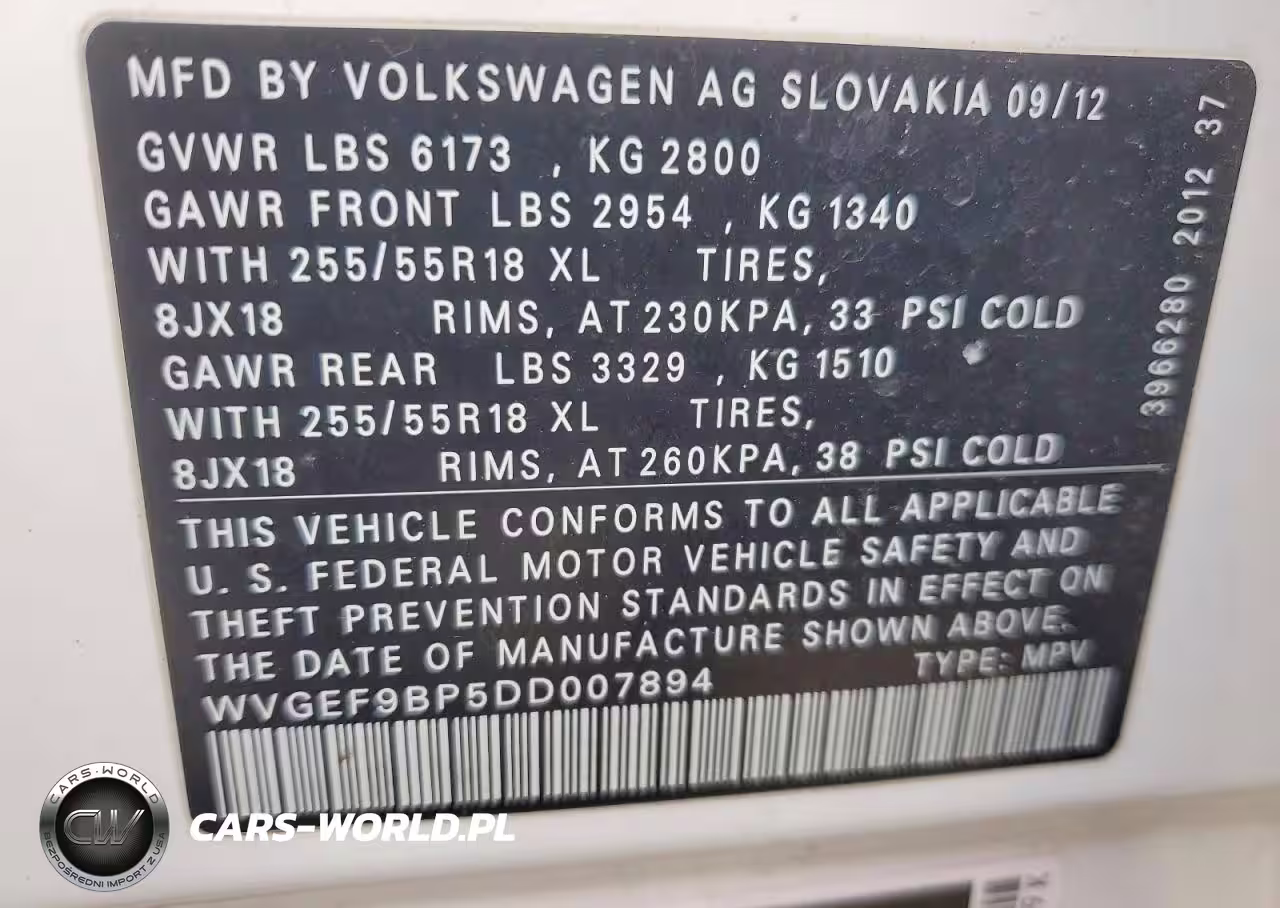 MFD BY VOLKSWAGEN AG SLOVAKIA 09/12
GVWR LBS 6173 , KG 2800
GAWR FRONT LBS 2954 , KG 1340
WITH 255/55R18 XL TIRES,
8JX18 RIMS, AT 230KPA, 33 PSI COLD
GAWR REAR LBS 3329 , KG 1510
WITH 255/55R18 XL TIRES,
8JX18 RIMS, AT 260KPA, 38 PSI COLD
THIS VEHICLE CONFORMS TO ALL APPLICABLE
U. S. FEDERAL MOTOR VEHICLE SAFETY AND
THEFT PREVENTION STANDARDS IN EFFECT ON
THE DATE OF MANUFACTURE SHOWN ABOVE.
TYPE: MPV
WVGEF9BP5DD007894
3966280 2012 37
CARS-WORLD
CW
BEZPOŚREDNI IMPORT Z USA
CARS-WORLD.PL